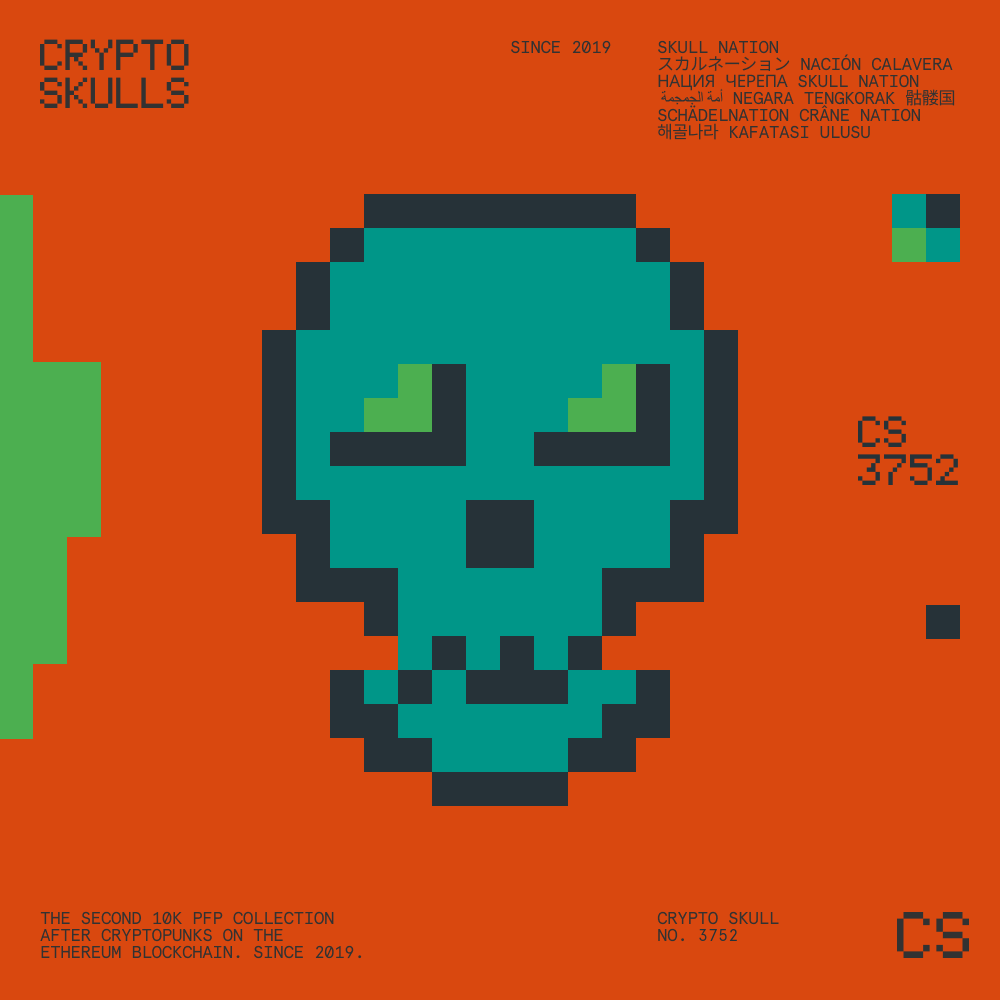 CRYPTO
SKULLS
SINCE 2019
SKULL NATION
スカルネーション NACIÓN CALAVERA
НАЦИЯ ЧЕРЕПА SKULL NATION
أمة الجمجمة NEGARA TENGKORAK 骷髅国
SCHÄDELNATION CRÂNE NATION
해골나라 KAFATASI ULUSU
CS
3752
THE SECOND 10K PFP COLLECTION
AFTER CRYPTOPUNKS ON THE
ETHEREUM BLOCKCHAIN. SINCE 2019.
CRYPTO SKULL
NO. 3752
CS